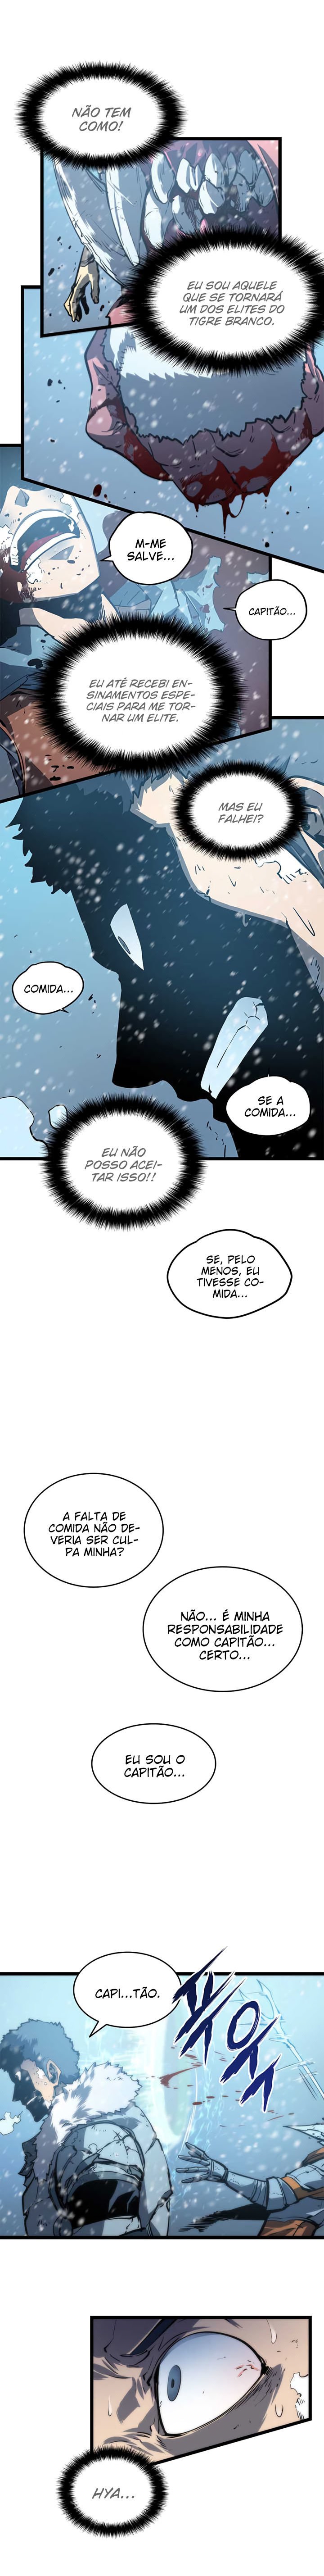 NÃO TEM
COMO!
EU SOU AQUELE
QUE SE TORNARÁ
UM DOS ELITES DO
TIGRE BRANCO.
M-ME
SALVE...
CAPITÃO...
EU ATÉ RECEBI EN-
SINAMENTOS ESPE-
CIAIS PARA ME TOR-
NAR UM ELITE.
MAS EU
FALHEI?
COMIDA...
SE A
COMIDA...
EU NÃO
POSSO ACEI-
TAR ISSO!!
SE, PELO
MENOS, EU
TIVESSE CO-
MIDA...
A FALTA DE
COMIDA NÃO DE-
VERIA SER CUL-
PA MINHA?
NÃO... É MINHA
RESPONSABILIDADE
COMO CAPITÃO...
CERTO...
EU SOU O
CAPITÃO...
CAPI...TÃO.
HYA...